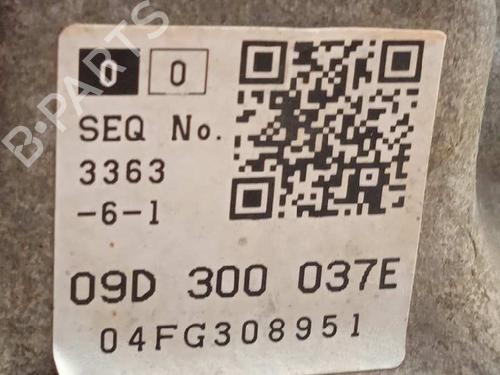 0 0
SEQ No.
3363
-6-1
09D 300 037E
04FG308951
B-PARTS